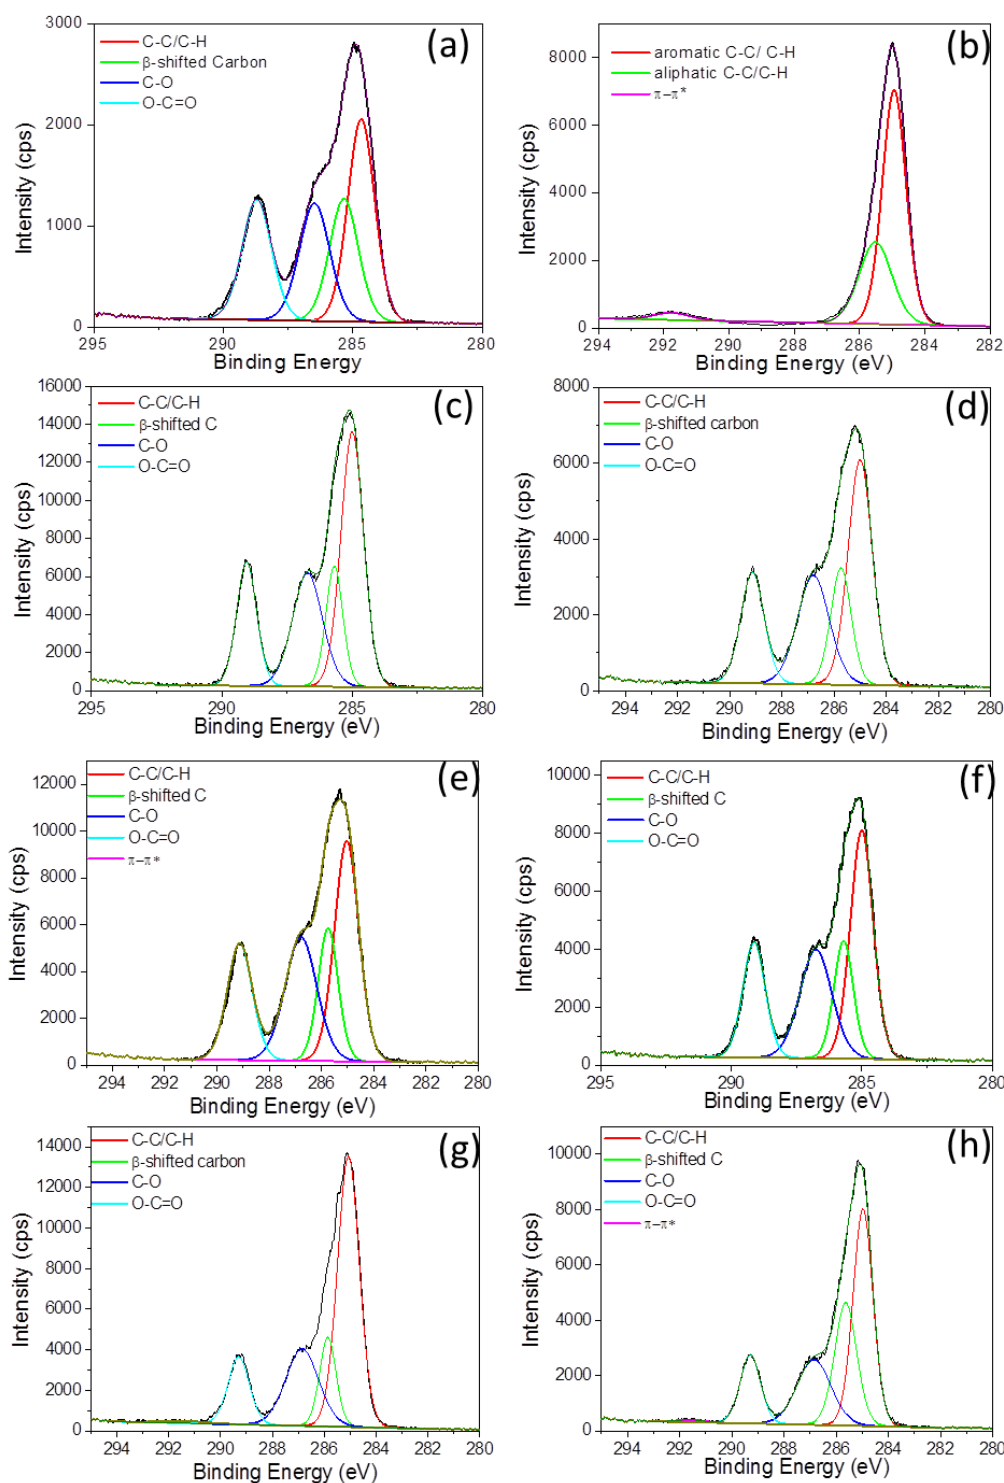 (a)
C-C/C-H
β-shifted Carbon
C-O
O-C=O
Intensity (cps)
3000
2000
1000
0
295
290
285
280
Binding Energy
(b)
aromatic C-C/ C-H
aliphatic C-C/C-H
π–π*
Intensity (cps)
8000
6000
4000
2000
0
294 292 290 288 286 284 282
Binding Energy (eV)
(c)
C-C/C-H
β-shifted C
C-O
O-C=O
Intensity (cps)
16000
14000
12000
10000
8000
6000
4000
2000
0
295
290
285
280
Binding Energy (eV)
(d)
C-C/C-H
β-shifted carbon
C-O
O-C=O
Intensity (cps)
8000
6000
4000
2000
0
294 292 290 288 286 284 282 280
Binding Energy (eV)
(e)
C-C/C-H
β-shifted C
C-O
O-C=O
π–π*
Intensity (cps)
12000
10000
8000
6000
4000
2000
0
294 292 290 288 286 284 282 280
Binding Energy (eV)
(f)
C-C/C-H
β-shifted C
C-O
O-C=O
Intensity (cps)
10000
8000
6000
4000
2000
0
295
290
285
280
Binding Energy (eV)
(g)
C-C/C-H
β-shifted carbon
C-O
O-C=O
Intensity (cps)
14000
12000
10000
8000
6000
4000
2000
0
294 292 290 288 286 284 282 280
Binding Energy (eV)
(h)
C-C/C-H
β-shifted C
C-O
O-C=O
π–π*
Intensity (cps)
10000
8000
6000
4000
2000
0
294 292 290 288 286 284 282 280
Binding Energy (eV)